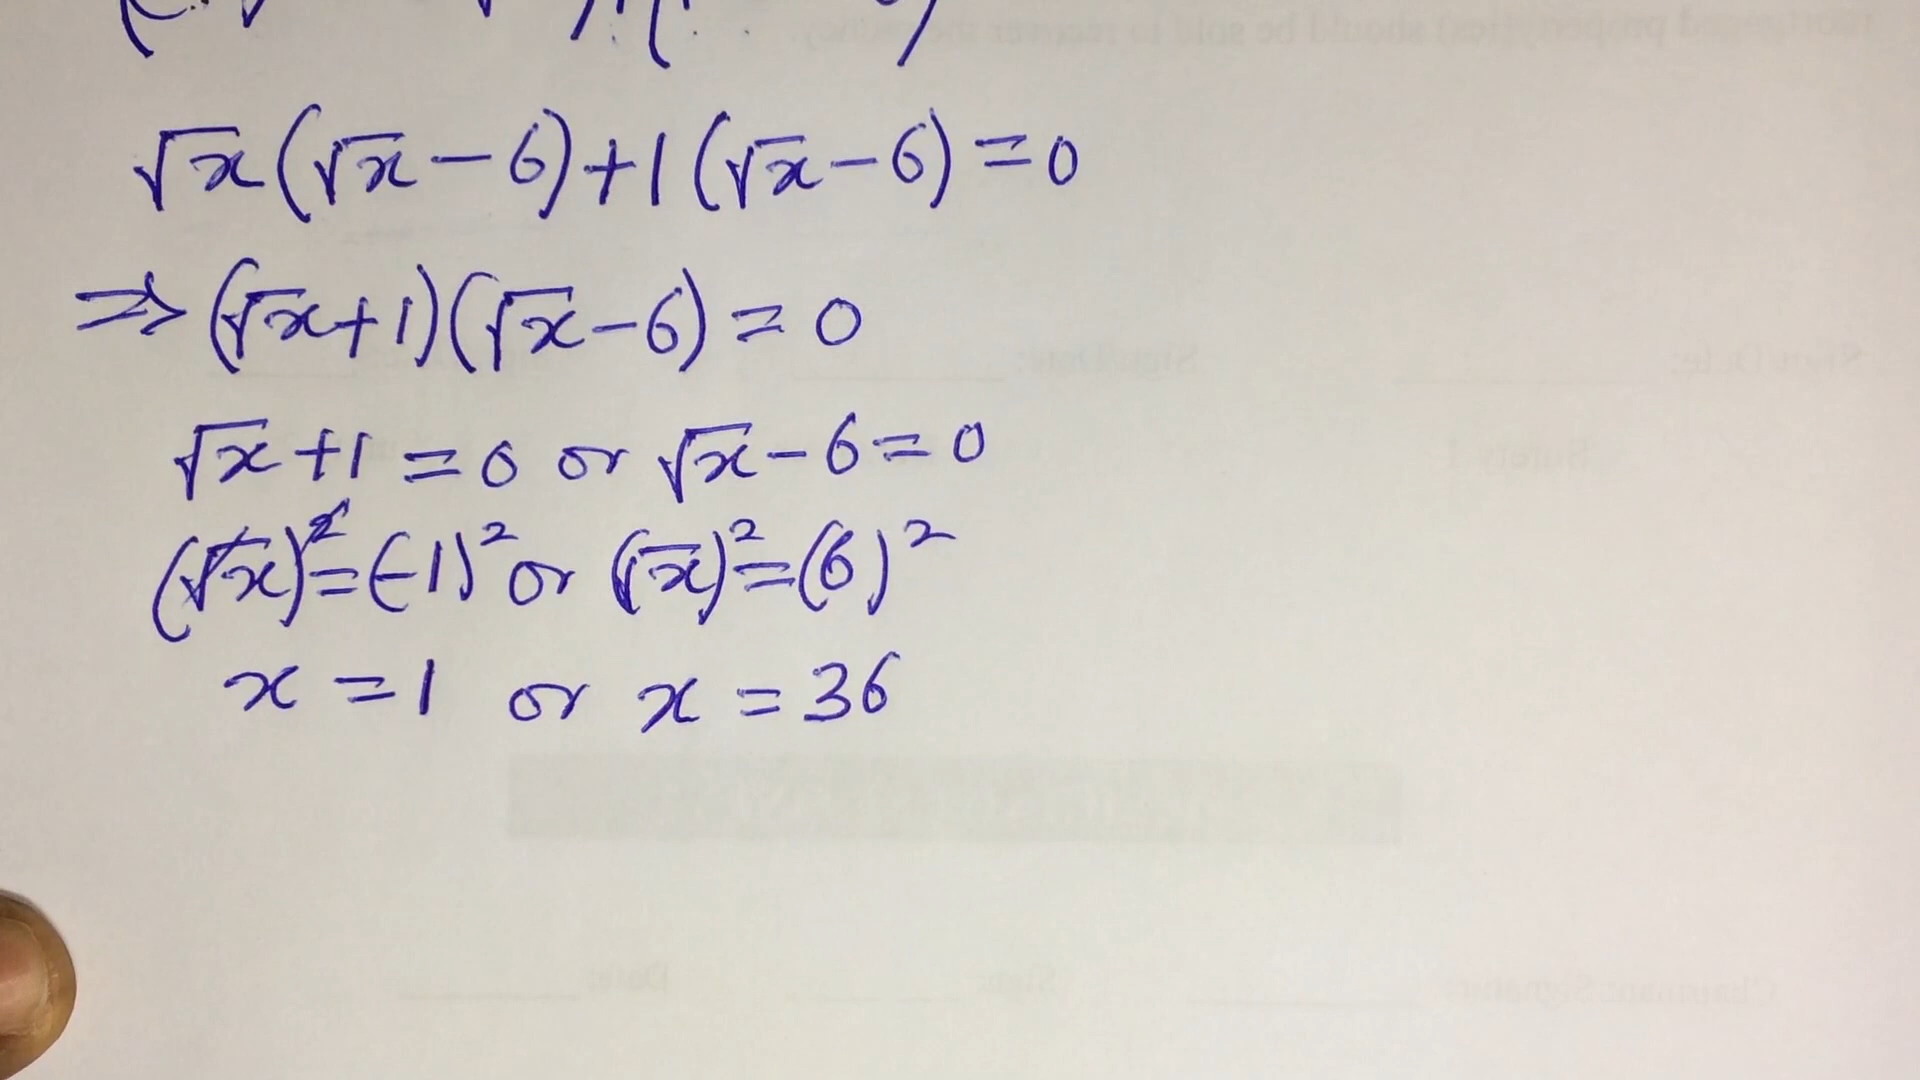 √x(√x-6)+1(√x-6)=0
⇒(√x+1)(√x-6)=0
√x+1=0 or √x-6=0
(√x)²=(-1)² or (√x)²=(6)²
x=1 or x=36